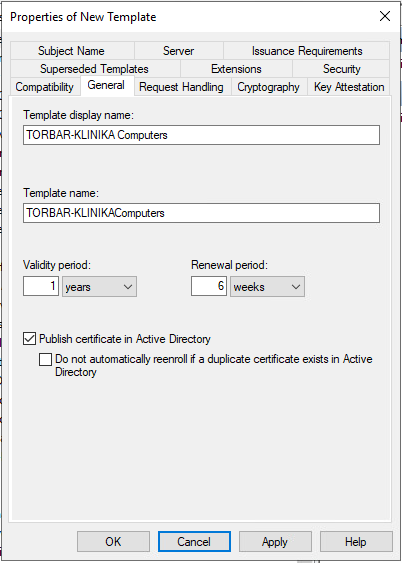 Properties of New Template
Subject Name Server Issuance Requirements
Superseded Templates Extensions Security
Compatibility General Request Handling Cryptography Key Attestation
Template display name:
TORBAR-KLINIKA Computers
Template name:
TORBAR-KLINIKAComputers
Validity period: Renewal period:
1 years 6 weeks
Publish certificate in Active Directory
Do not automatically reenroll if a duplicate certificate exists in Active
Directory
OK Cancel Apply Help